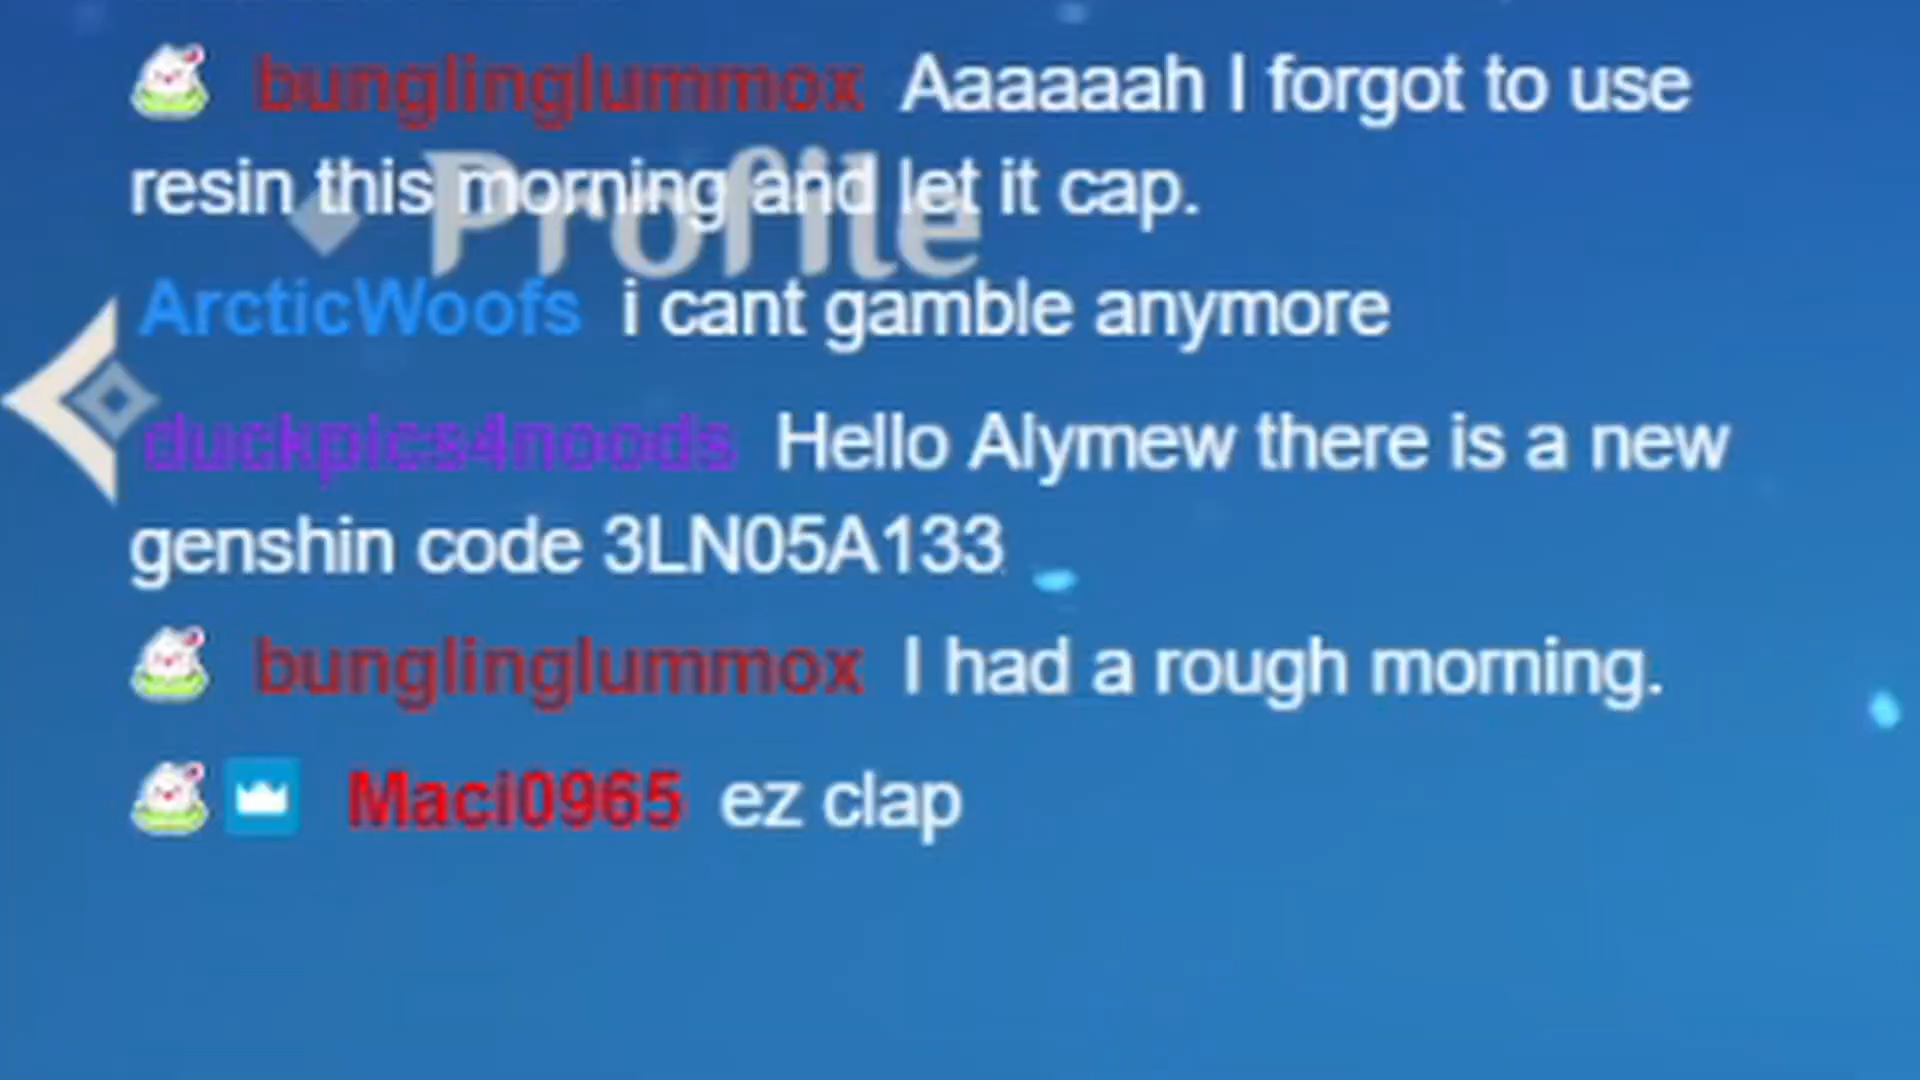 bunglinglummox Aaaaaah I forgot to use
resin this morning and let it cap.
Profile
ArcticWoofs i cant gamble anymore
duckpics4noods Hello Alymew there is a new
genshin code 3LN05A133
bunglinglummox I had a rough morning.
Maci0965 ez clap